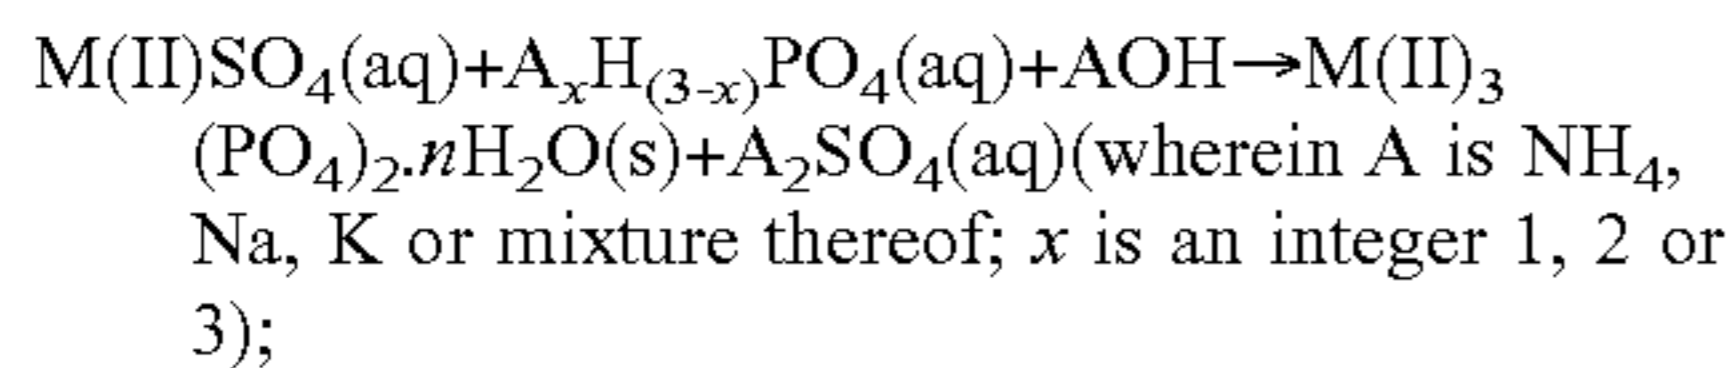 M(II)SO₄(aq)+AₓH₍₃₋ₓ₎PO₄(aq)+AOH→M(II)₃
(PO₄)₂.nH₂O(s)+A₂SO₄(aq)(wherein A is NH₄,
Na, K or mixture thereof; x is an integer 1, 2 or
3);